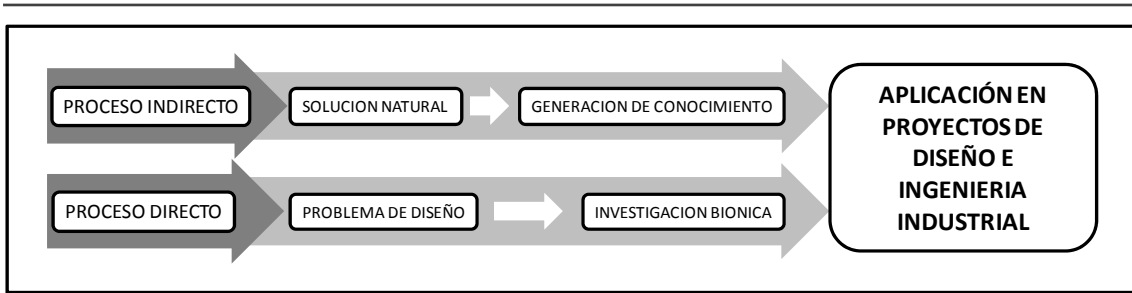 PROCESO INDIRECTO
SOLUCION NATURAL
GENERACION DE CONOCIMIENTO
PROCESO DIRECTO
PROBLEMA DE DISEÑO
INVESTIGACION BIONICA
APLICACIÓN EN
PROYECTOS DE
DISEÑO E
INGENIERIA
INDUSTRIAL